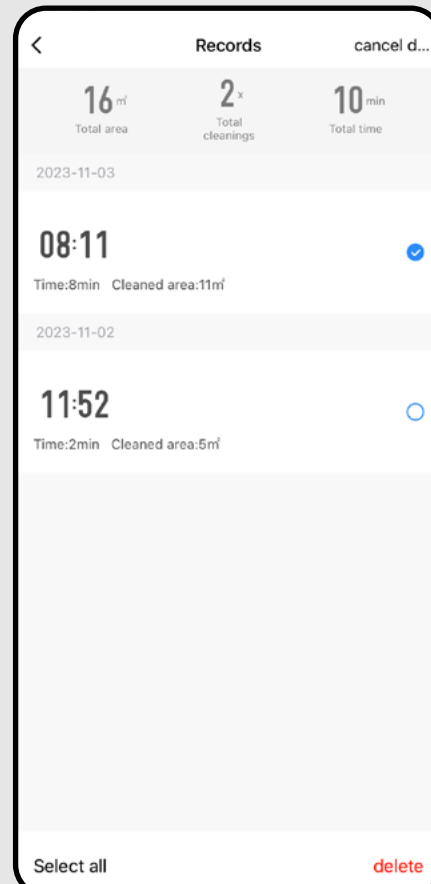 Records cancel d...
16㎡ 2x 10min
Total area Total cleanings Total time
2023-11-03
08:11
Time:8min Cleaned area:11㎡
2023-11-02
11:52
Time:2min Cleaned area:5㎡
Select all delete